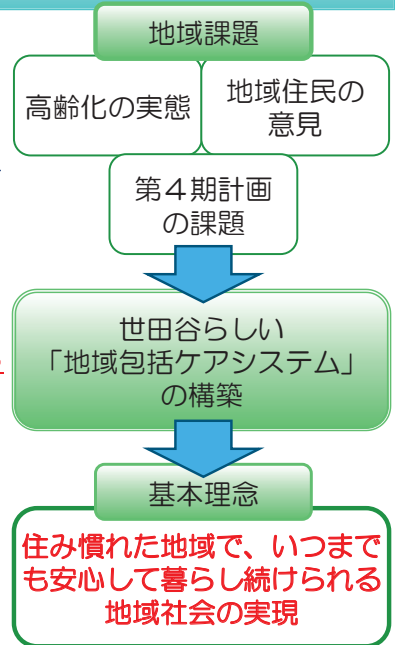 地域課題
高齢化の実態
地域住民の
意見
第４期計画
の課題
世田谷らしい
「地域包括ケアシステム」
の構築
基本理念
住み慣れた地域で、いつまで
も安心して暮らし続けられる
地域社会の実現